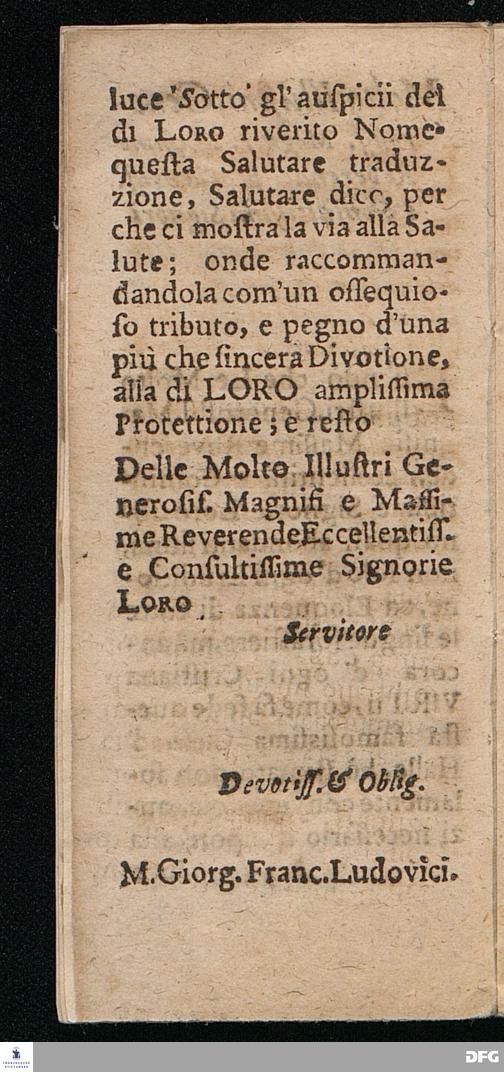 luce 'Sotto' gl' auſpicii del
di LORO riverito Nome
queſta Salutare traduz-
zione, Salutare dico, per
che ci moſtra la via alla Sa-
lute; onde raccomman-
dandola com'un oſſequio-
ſo tributo, e pegno d'una
più che ſincera Divotione,
alla di LORO ampliſſima
Protettione; e reſto
Delle Molto Illuſtri Ge-
neroſiſ. Magnifi e Maſſi-
me Reverende Eccellentiſſ.
e Conſultiſſime Signorie
LORO
Servitore
Devotiſſ. & Oblig.
M. Giorg. Franc. Ludovici.
DFG